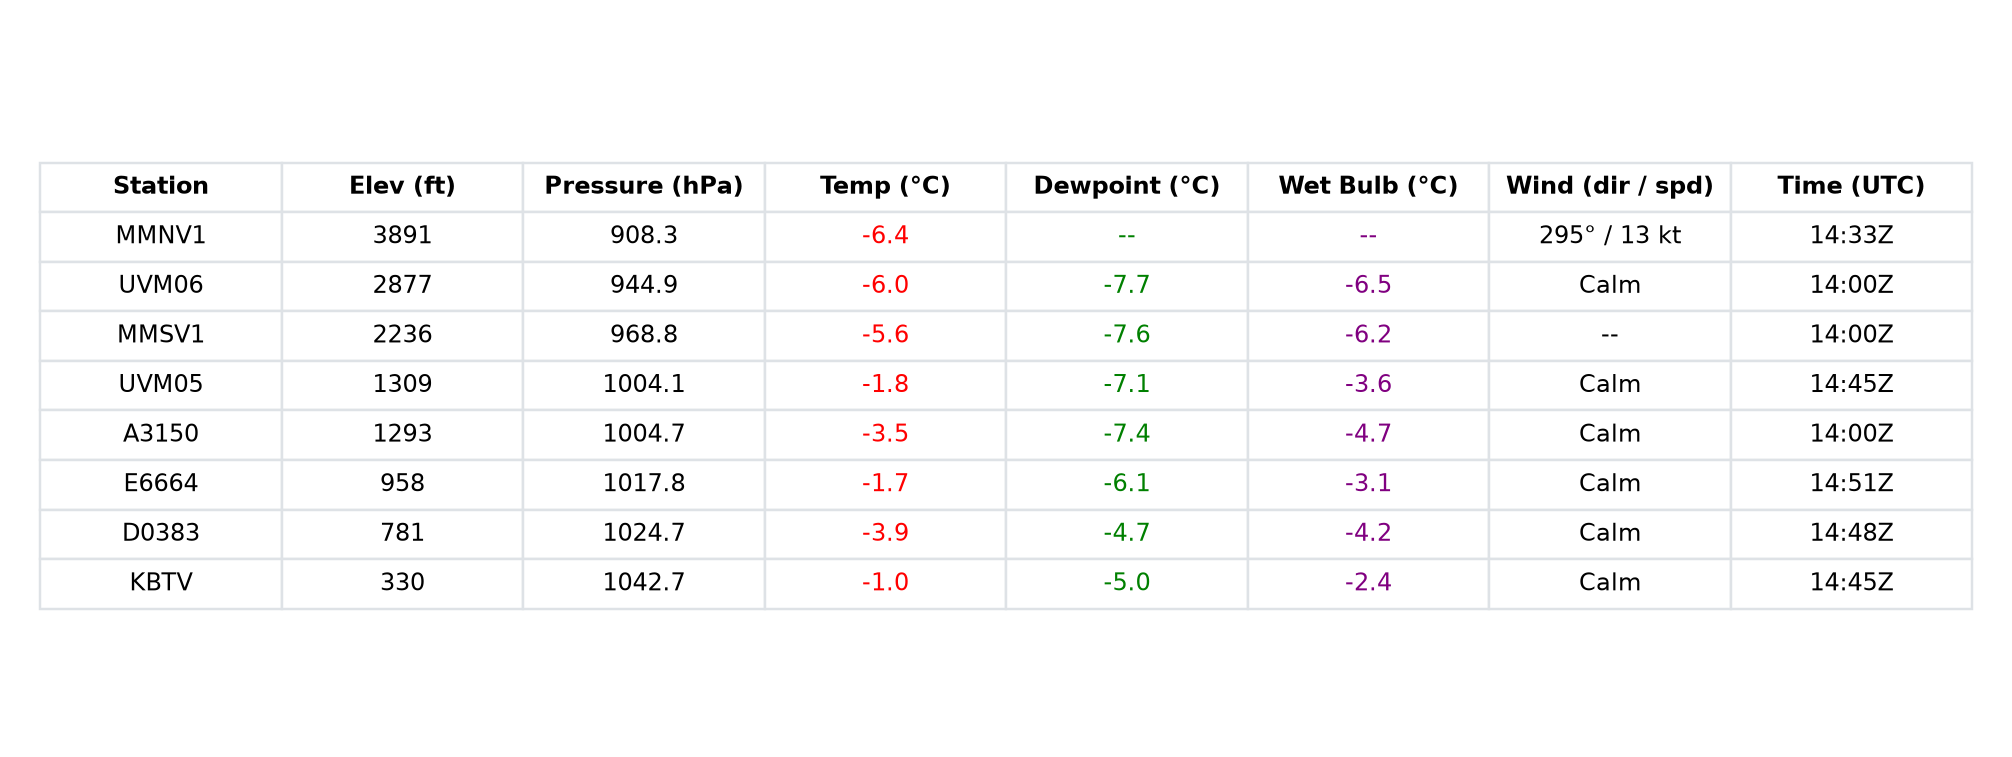 Station Elev (ft) Pressure (hPa) Temp (°C) Dewpoint (°C) Wet Bulb (°C) Wind (dir / spd) Time (UTC)
MMNV1 3891 908.3 -6.4 -- -- 295° / 13 kt 14:33Z
UVM06 2877 944.9 -6.0 -7.7 -6.5 Calm 14:00Z
MMSV1 2236 968.8 -5.6 -7.6 -6.2 -- 14:00Z
UVM05 1309 1004.1 -1.8 -7.1 -3.6 Calm 14:45Z
A3150 1293 1004.7 -3.5 -7.4 -4.7 Calm 14:00Z
E6664 958 1017.8 -1.7 -6.1 -3.1 Calm 14:51Z
D0383 781 1024.7 -3.9 -4.7 -4.2 Calm 14:48Z
KBTV 330 1042.7 -1.0 -5.0 -2.4 Calm 14:45Z